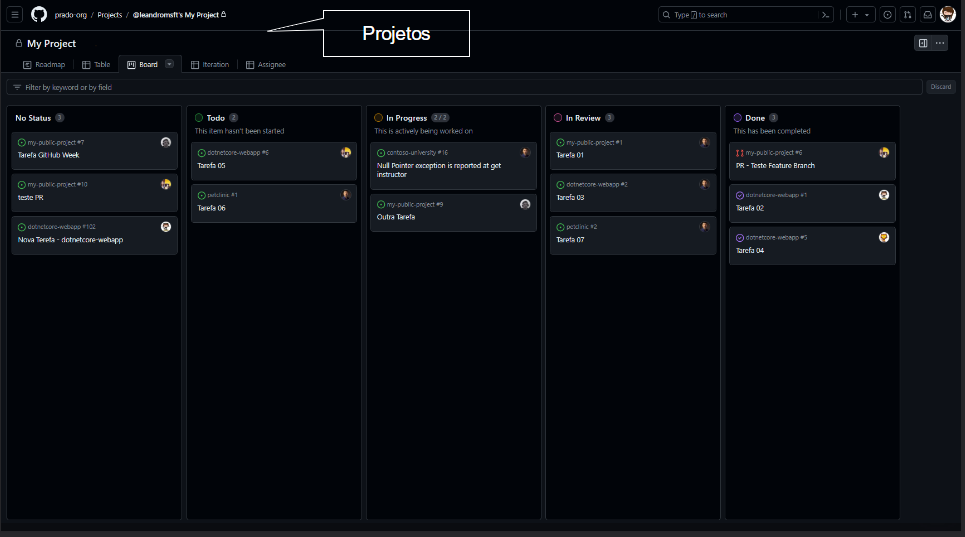 prado-org / Projects / @leandromsft's My Project
Type / to search
Projetos
My Project
Roadmap
Table
Board
Iteration
Assignee
Filter by keyword or by field
Discard
No Status 3
my-public-project #7
Tarefa GitHub Week
my-public-project #10
teste PR
dotnetcore-webapp #102
Nova Terefa - dotnetcore-webapp
Todo 2
This item hasn't been started
dotnetcore-webapp #6
Tarefa 05
petclinic #1
Tarefa 06
In Progress 2 / 2
This is actively being worked on
contoso-university #16
Null Pointer exception is reported at get
instructor
my-public-project #9
Outra Tarefa
In Review 3
my-public-project #1
Tarefa 01
dotnetcore-webapp #2
Tarefa 03
petclinic #2
Tarefa 07
Done 3
This has been completed
my-public-project #6
PR - Teste Feature Branch
dotnetcore-webapp #1
Tarefa 02
dotnetcore-webapp #5
Tarefa 04